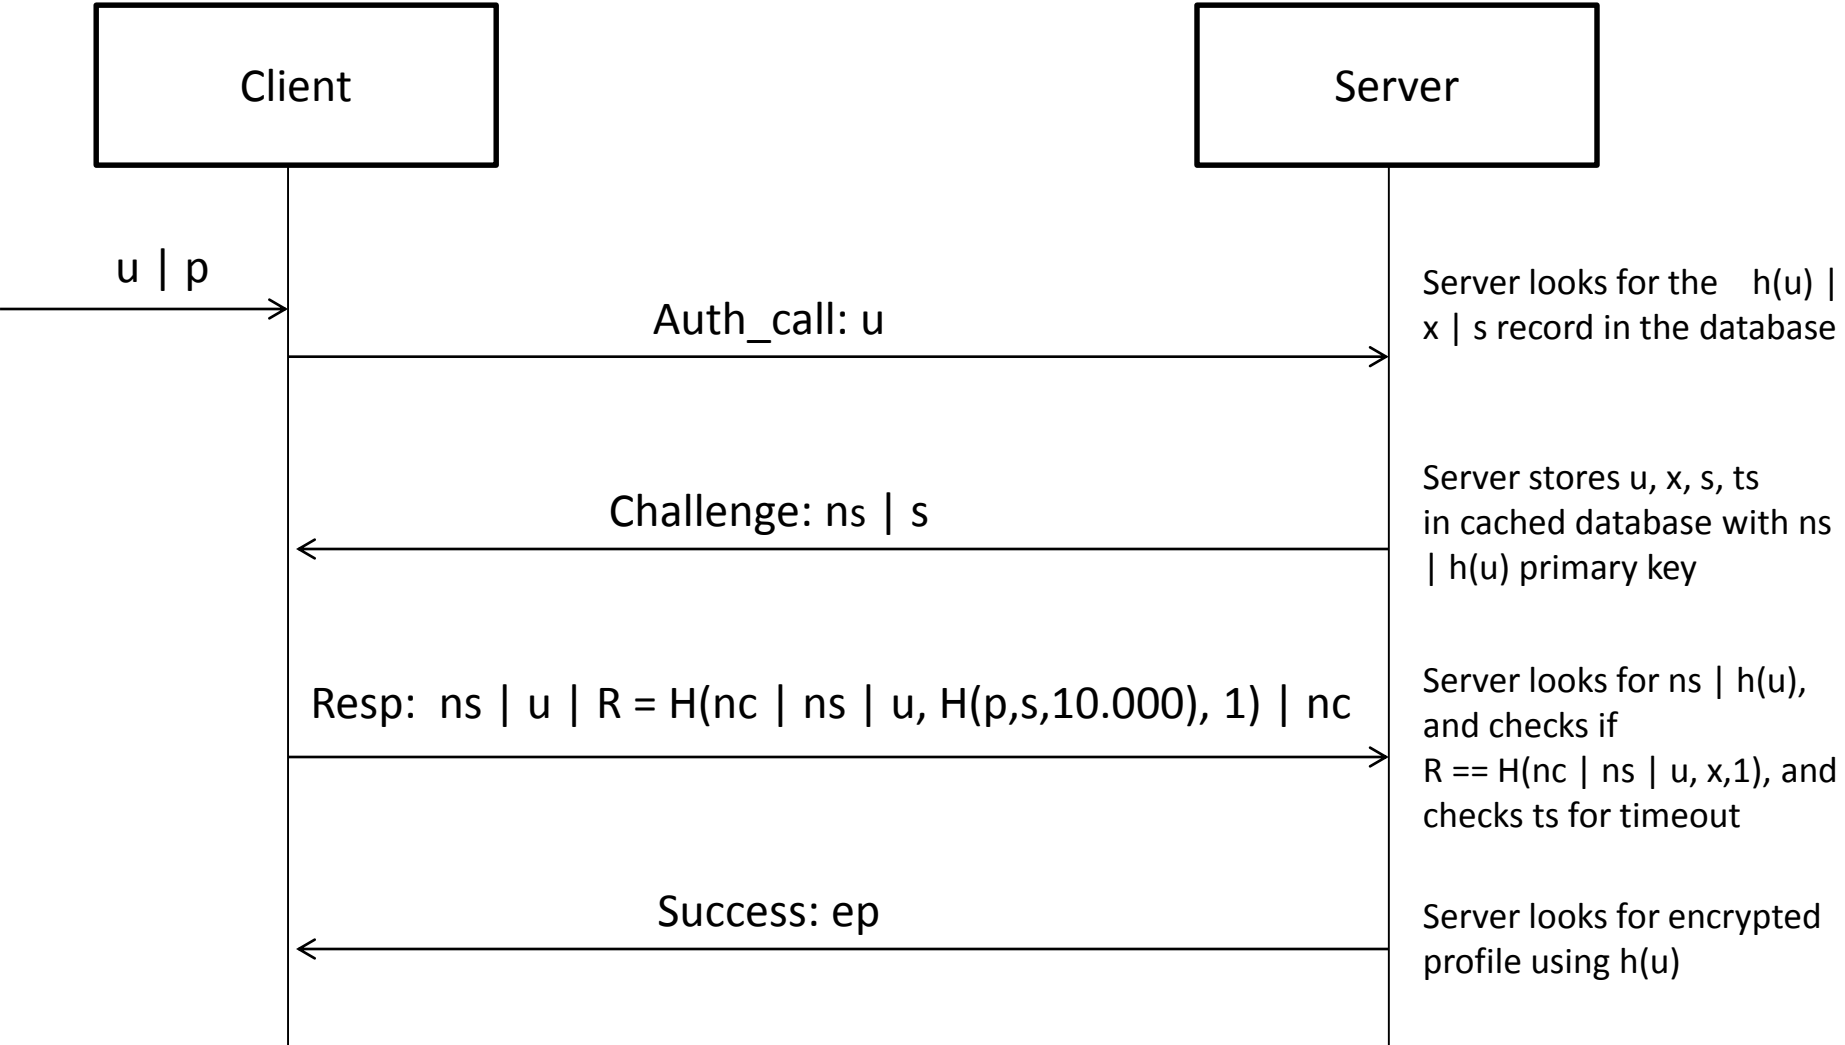 Client
Server
u | p
Auth_call: u
Server looks for the h(u) |
x | s record in the database
Challenge: ns | s
Server stores u, x, s, ts
in cached database with ns
| h(u) primary key
Resp: ns | u | R = H(nc | ns | u, H(p,s,10.000), 1) | nc
Server looks for ns | h(u),
and checks if
R == H(nc | ns | u, x,1), and
checks ts for timeout
Success: ep
Server looks for encrypted
profile using h(u)